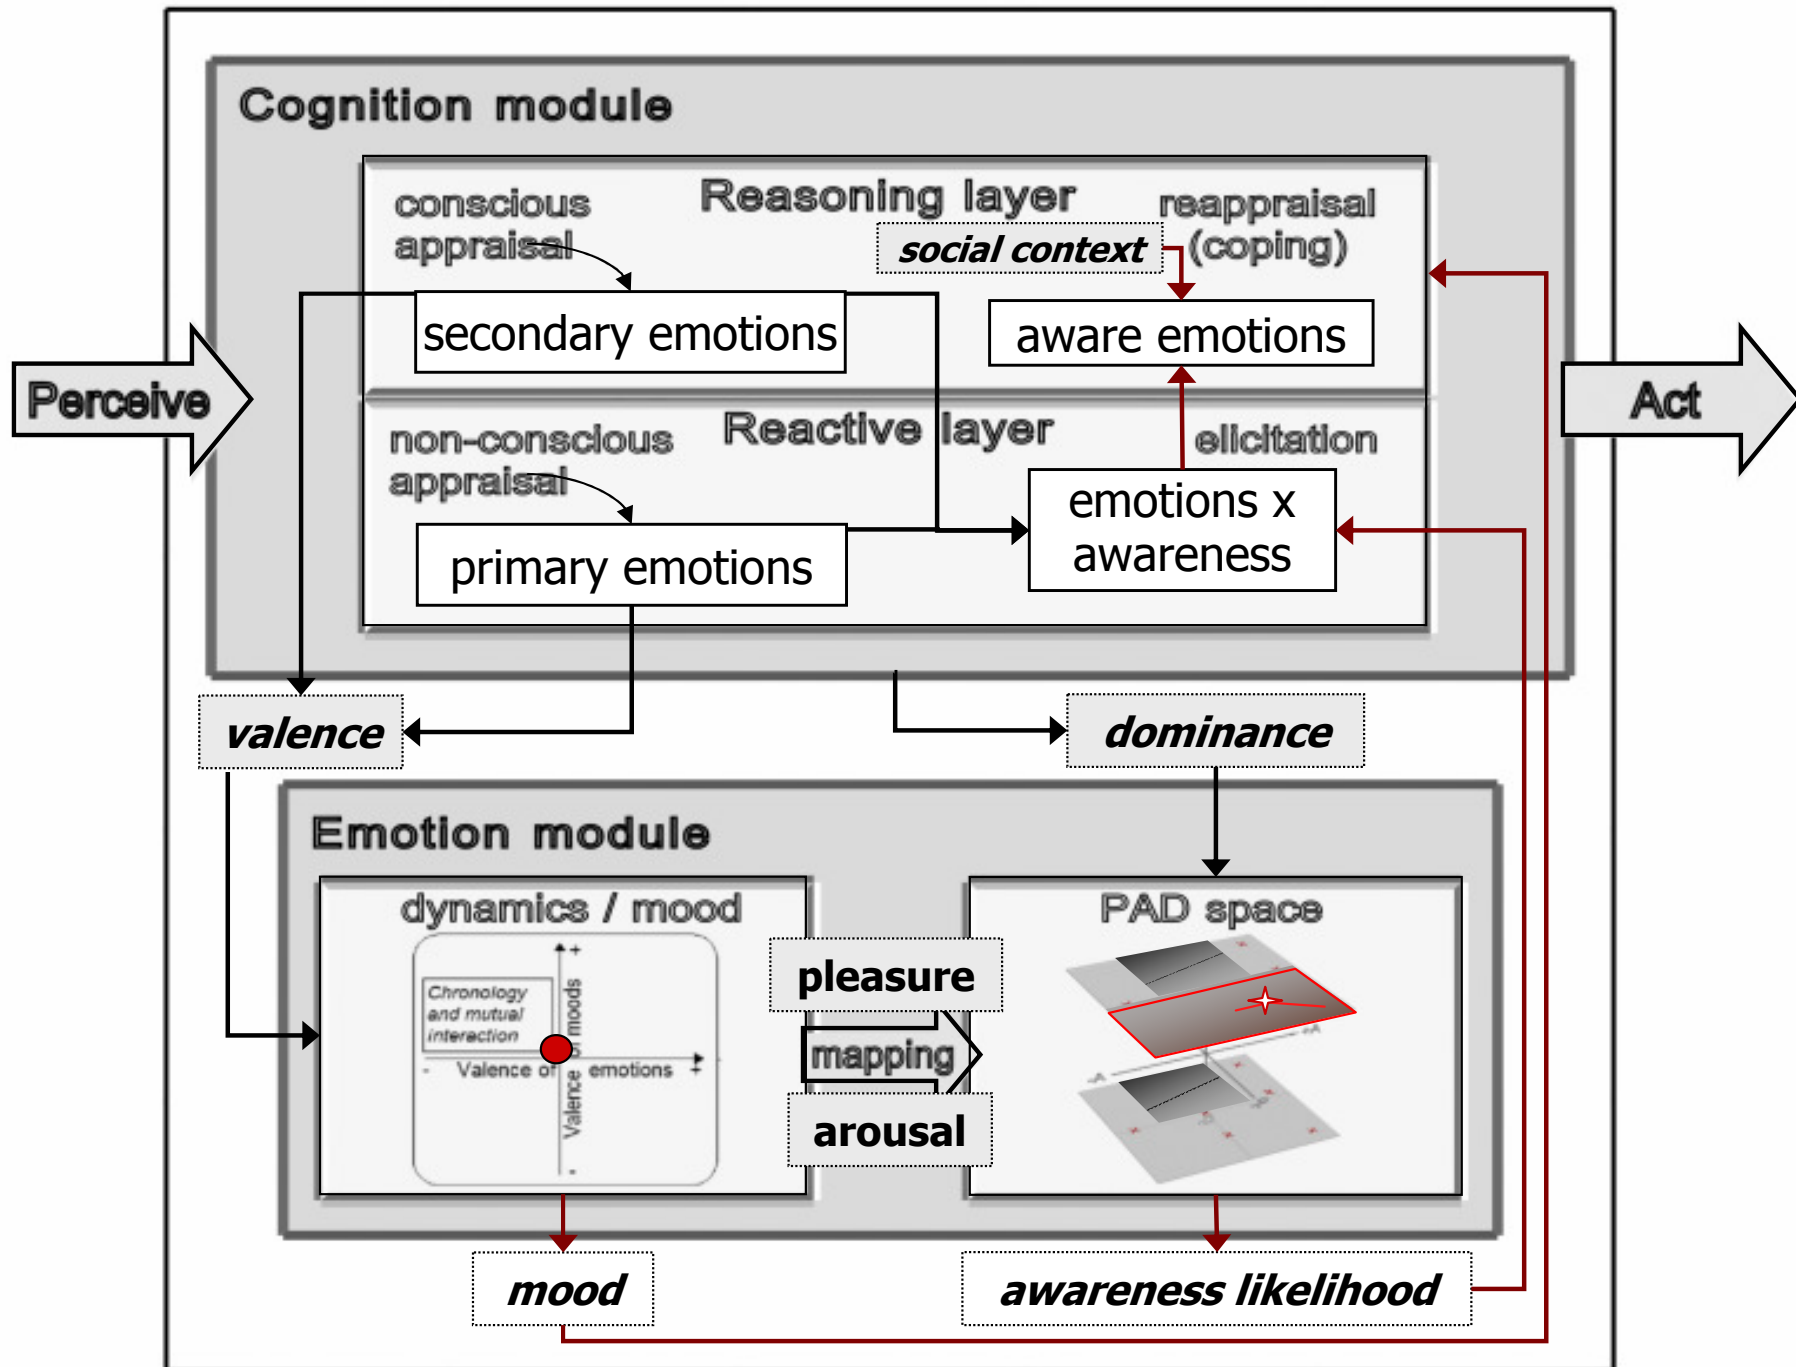 Cognition module
conscious
appraisal
Reasoning layer
reappraisal
(coping)
social context
secondary emotions
aware emotions
Perceive
Act
non-conscious
appraisal
Reactive layer
elicitation
emotions x
awareness
primary emotions
valence
dominance
Emotion module
dynamics / mood
+
Chronology
and mutual
interaction
Valence of moods
- Valence of emotions +
-
pleasure
mapping
arousal
PAD space
mood
awareness likelihood